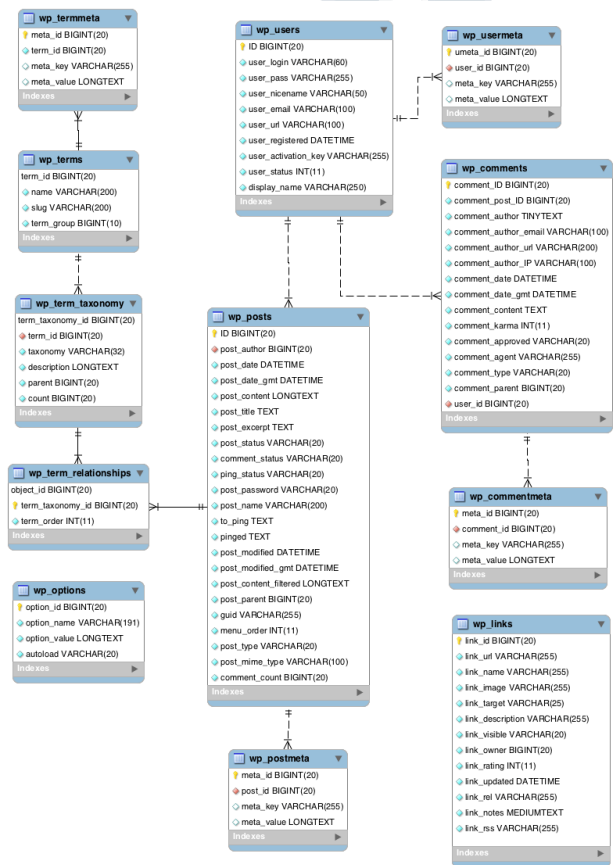 wp_termmeta
meta_id BIGINT(20)
term_id BIGINT(20)
meta_key VARCHAR(255)
meta_value LONGTEXT
Indexes
wp_terms
term_id BIGINT(20)
name VARCHAR(200)
slug VARCHAR(200)
term_group BIGINT(10)
Indexes
wp_term_taxonomy
term_taxonomy_id BIGINT(20)
term_id BIGINT(20)
taxonomy VARCHAR(32)
description LONGTEXT
parent BIGINT(20)
count BIGINT(20)
Indexes
wp_term_relationships
object_id BIGINT(20)
term_taxonomy_id BIGINT(20)
term_order INT(11)
Indexes
wp_options
option_id BIGINT(20)
option_name VARCHAR(191)
option_value LONGTEXT
autoload VARCHAR(20)
Indexes
wp_users
ID BIGINT(20)
user_login VARCHAR(60)
user_pass VARCHAR(255)
user_nicename VARCHAR(50)
user_email VARCHAR(100)
user_url VARCHAR(100)
user_registered DATETIME
user_activation_key VARCHAR(255)
user_status INT(11)
display_name VARCHAR(250)
Indexes
wp_posts
ID BIGINT(20)
post_author BIGINT(20)
post_date DATETIME
post_date_gmt DATETIME
post_content LONGTEXT
post_title TEXT
post_excerpt TEXT
post_status VARCHAR(20)
comment_status VARCHAR(20)
ping_status VARCHAR(20)
post_password VARCHAR(20)
post_name VARCHAR(200)
to_ping TEXT
pinged TEXT
post_modified DATETIME
post_modified_gmt DATETIME
post_content_filtered LONGTEXT
post_parent BIGINT(20)
guid VARCHAR(255)
menu_order INT(11)
post_type VARCHAR(20)
post_mime_type VARCHAR(100)
comment_count BIGINT(20)
Indexes
wp_postmeta
meta_id BIGINT(20)
post_id BIGINT(20)
meta_key VARCHAR(255)
meta_value LONGTEXT
Indexes
wp_usermeta
umeta_id BIGINT(20)
user_id BIGINT(20)
meta_key VARCHAR(255)
meta_value LONGTEXT
Indexes
wp_comments
comment_ID BIGINT(20)
comment_post_ID BIGINT(20)
comment_author TINYTEXT
comment_author_email VARCHAR(100)
comment_author_url VARCHAR(200)
comment_author_IP VARCHAR(100)
comment_date DATETIME
comment_date_gmt DATETIME
comment_content TEXT
comment_karma INT(11)
comment_approved VARCHAR(20)
comment_agent VARCHAR(255)
comment_type VARCHAR(20)
comment_parent BIGINT(20)
user_id BIGINT(20)
Indexes
wp_commentmeta
meta_id BIGINT(20)
comment_id BIGINT(20)
meta_key VARCHAR(255)
meta_value LONGTEXT
Indexes
wp_links
link_id BIGINT(20)
link_url VARCHAR(255)
link_name VARCHAR(255)
link_image VARCHAR(255)
link_target VARCHAR(25)
link_description VARCHAR(255)
link_visible VARCHAR(20)
link_owner BIGINT(20)
link_rating INT(11)
link_updated DATETIME
link_rel VARCHAR(255)
link_notes MEDIUMTEXT
link_rss VARCHAR(255)
Indexes